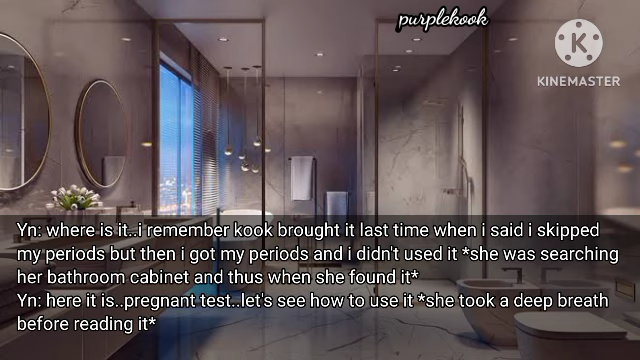 purplekook
K
KINEMASTER
Yn: where is it..i remember kook brought it last time when i said i skipped
my periods but then i got my periods and i didn't used it *she was searching
her bathroom cabinet and thus when she found it*
Yn: here it is..pregnant test..let's see how to use it *she took a deep breath
before reading it*